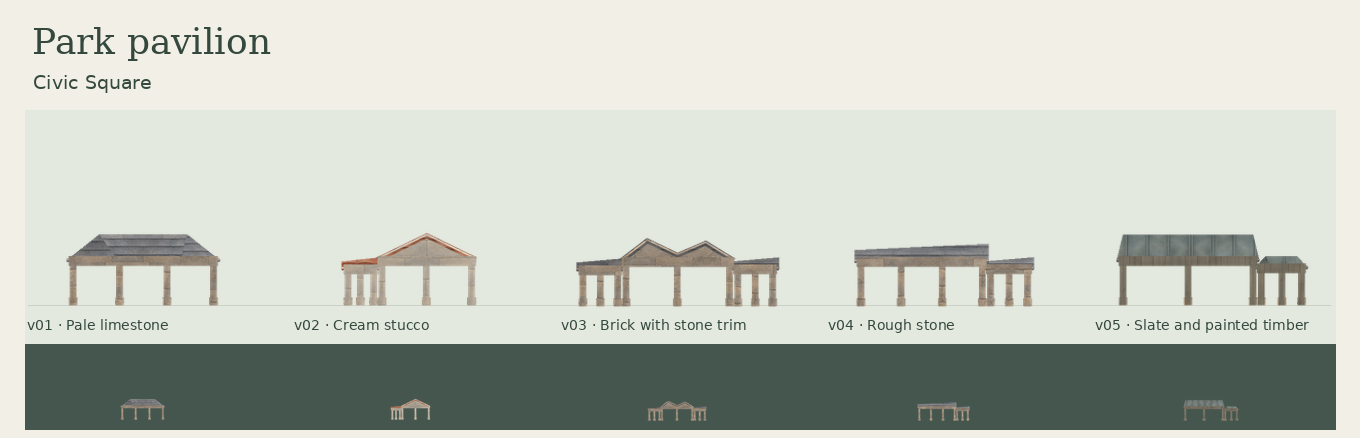 Park pavilion
Civic Square
v01 · Pale limestone
v02 · Cream stucco
v03 · Brick with stone trim
v04 · Rough stone
v05 · Slate and painted timber